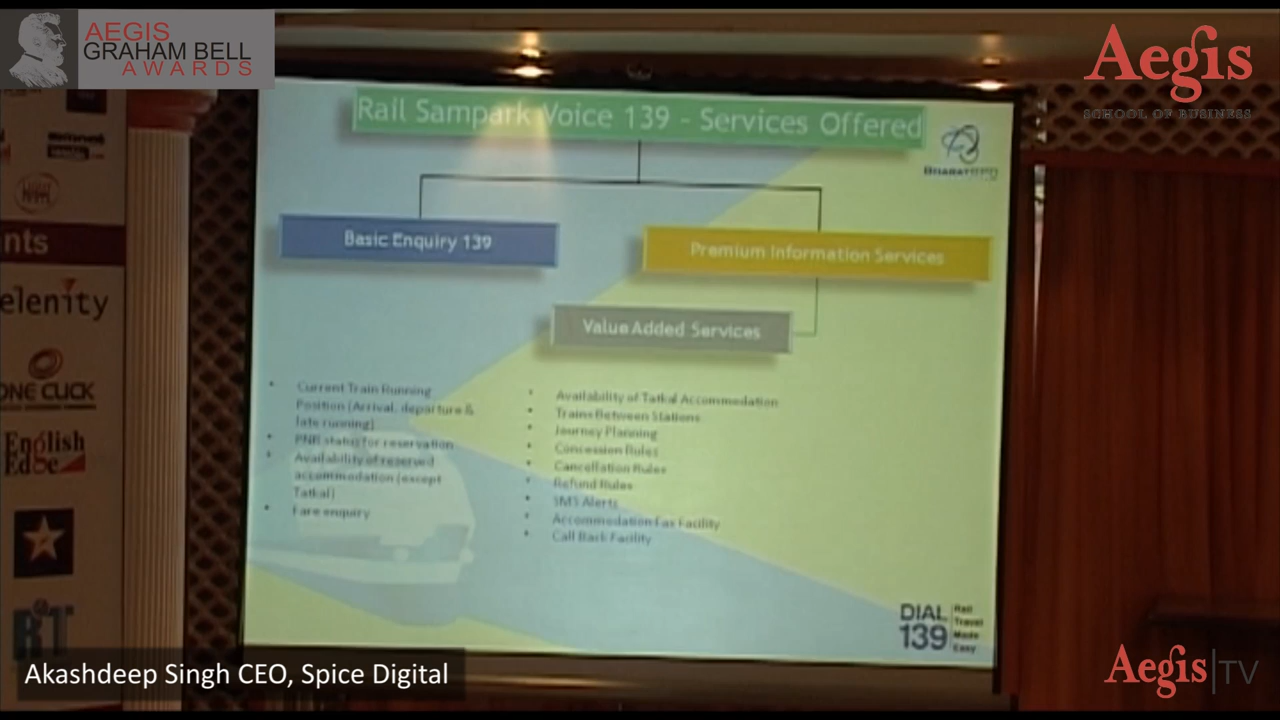 AEGIS
GRAHAM BELL
AWARDS
Aegis
SCHOOL OF BUSINESS
Rail Sampark Voice 139 - Services Offered
Basic Enquiry 139
Premium Information Services
Value Added Services
• Current Train Running
Position (Arrival, departure &
late running)
• PNR status for reservation
• Availability of reserved
accommodation (except
Tatkal)
• Fare enquiry
• Availability of Tatkal Accommodation
• Trains Between Stations
• Journey Planning
• Concession Rules
• Cancellation Rules
• Refund Rules
• SMS Alerts
• Accommodation Fax Facility
• Call Back Facility
DIAL
139
Rail
Travel
Made
Easy
nts
elenity
ONE CLICK
English
Edge
Akashdeep Singh CEO, Spice Digital
Aegis|TV